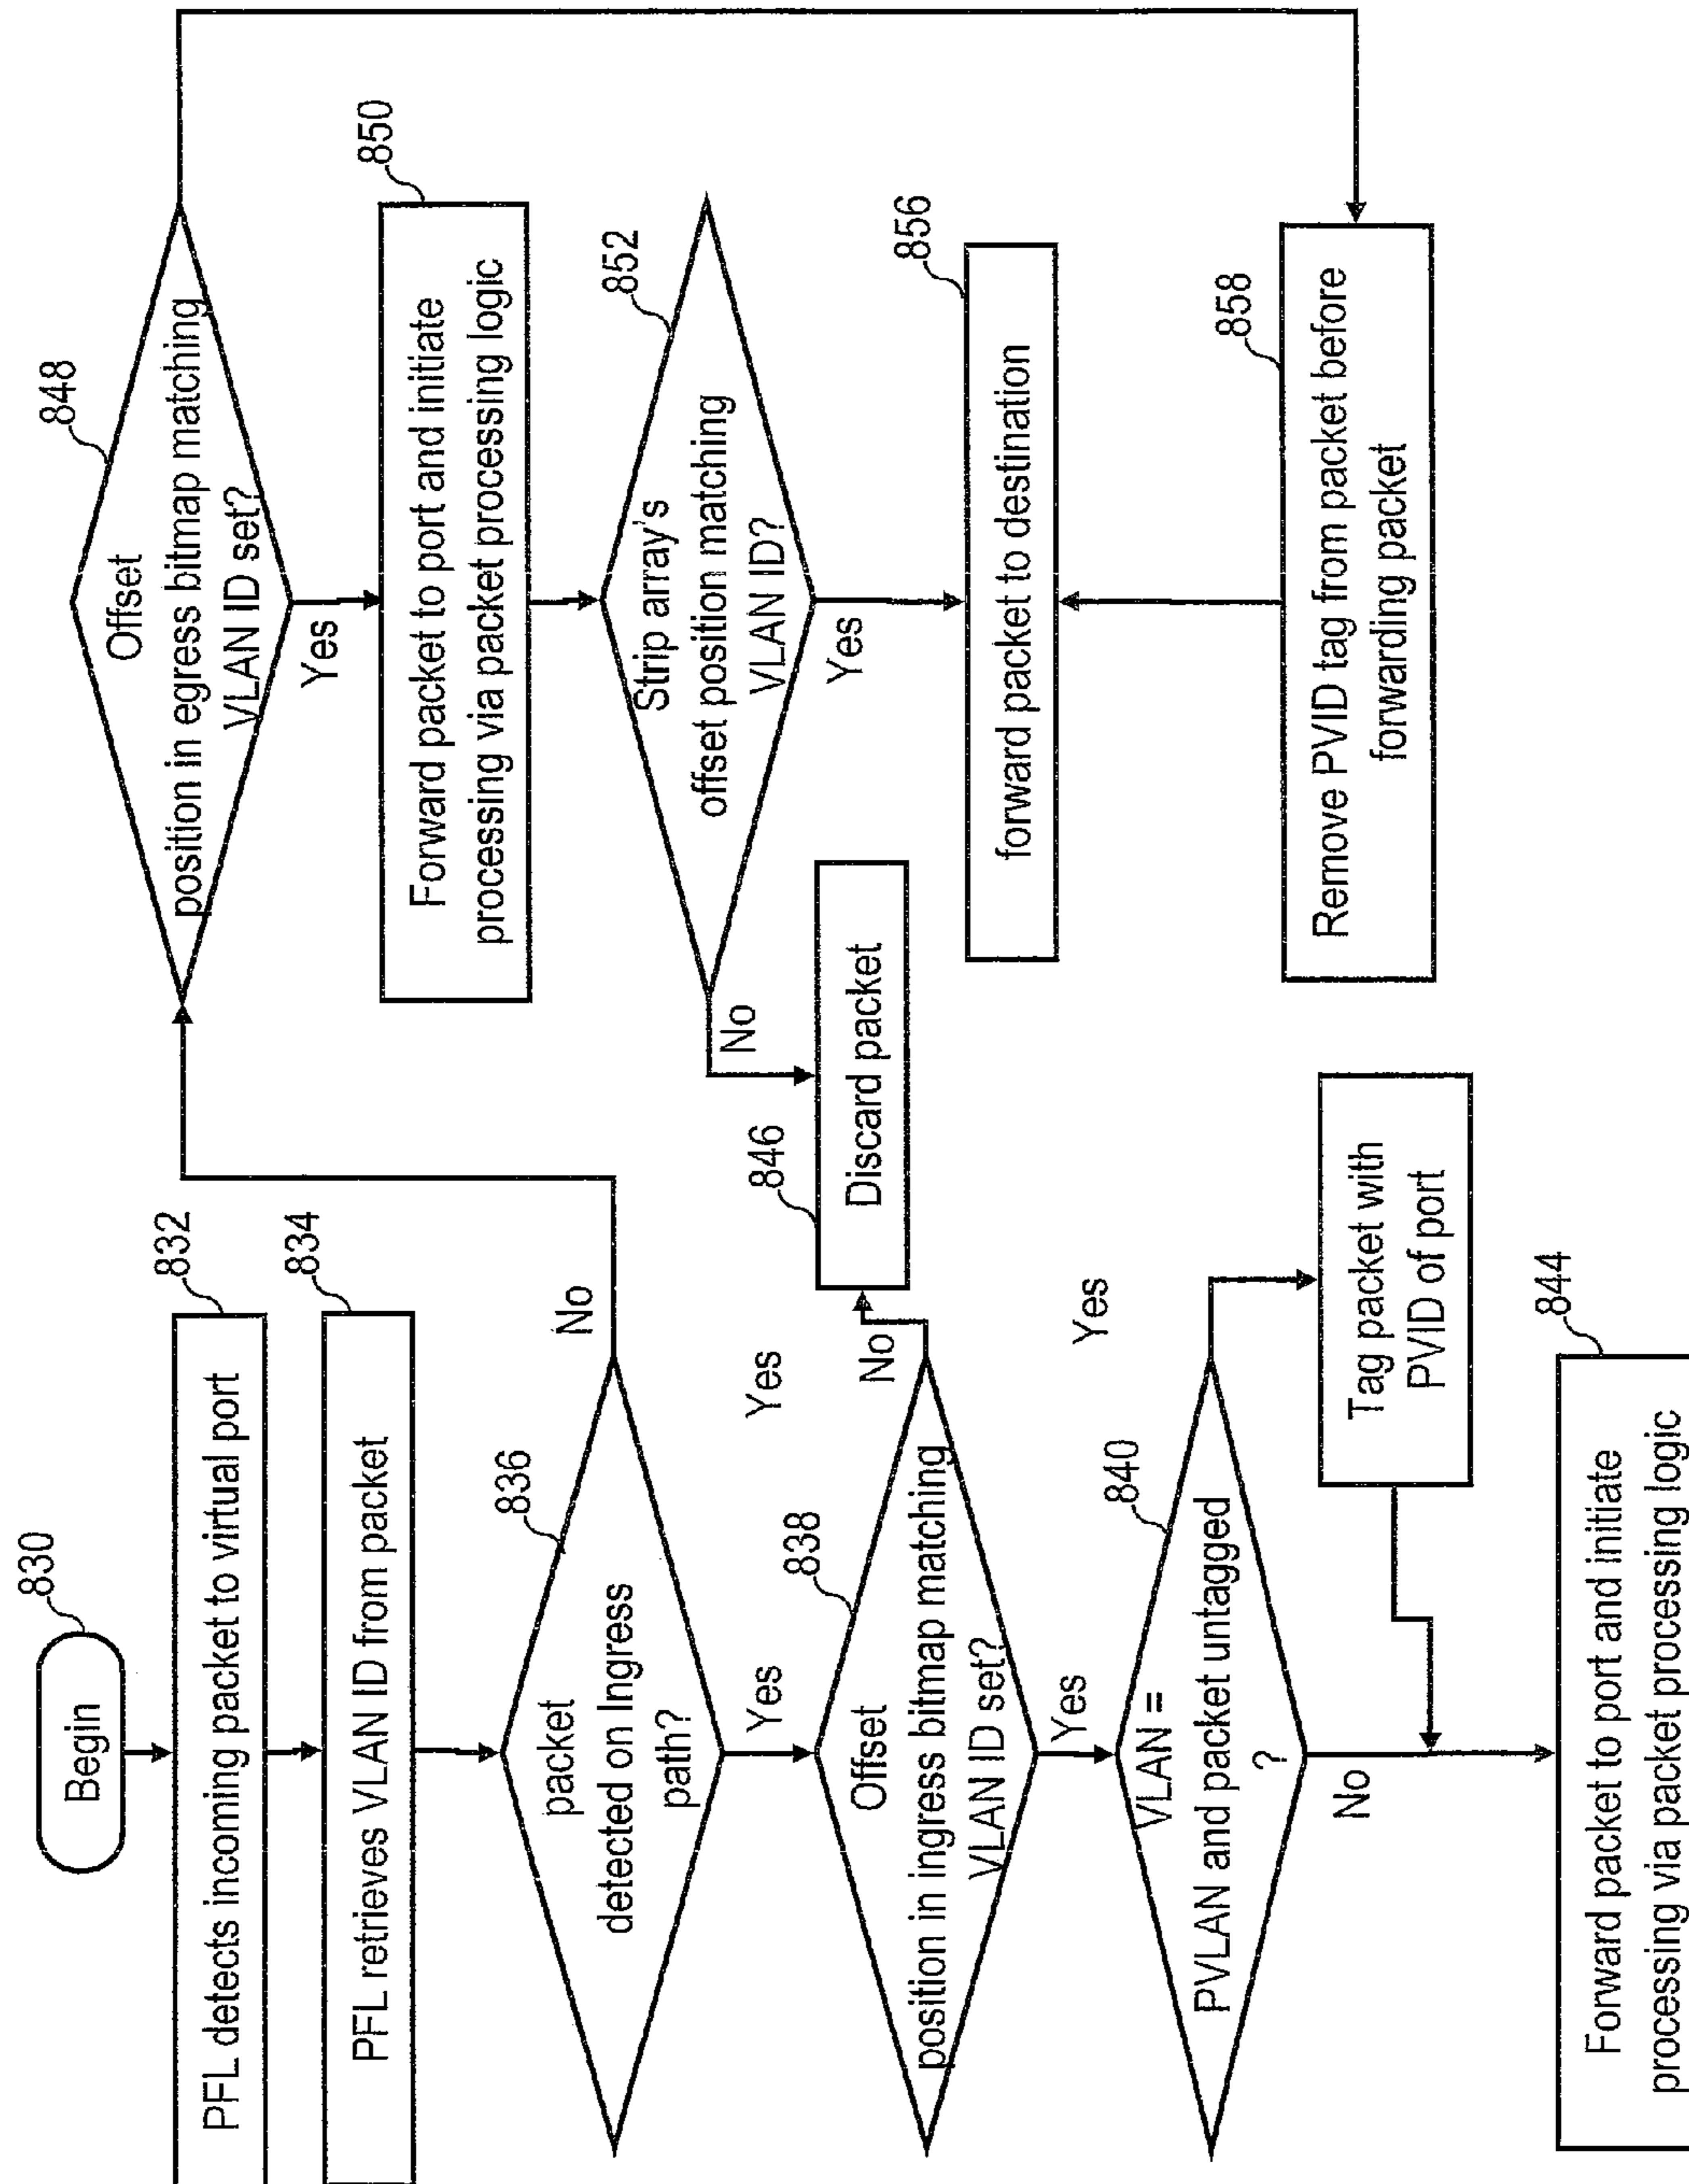 Begin
830
PFL detects incoming packet to virtual port
832
PFL retrieves VLAN ID from packet
834
packet
detected on Ingress
path?
836
No
Yes
Offset
position in ingress bitmap matching
VLAN ID set?
838
Yes
No
Yes
VLAN =
PVLAN and packet untagged
?
840
Yes
No
Tag packet with
PVID of port
Forward packet to port and initiate
processing via packet processing logic
844
Discard packet
846
Offset
position in egress bitmap matching
VLAN ID set?
848
Yes
Forward packet to port and initiate
processing via packet processing logic
850
Strip array's
offset position matching
VLAN ID?
852
No
Yes
forward packet to destination
856
Remove PVID tag from packet before
forwarding packet
858